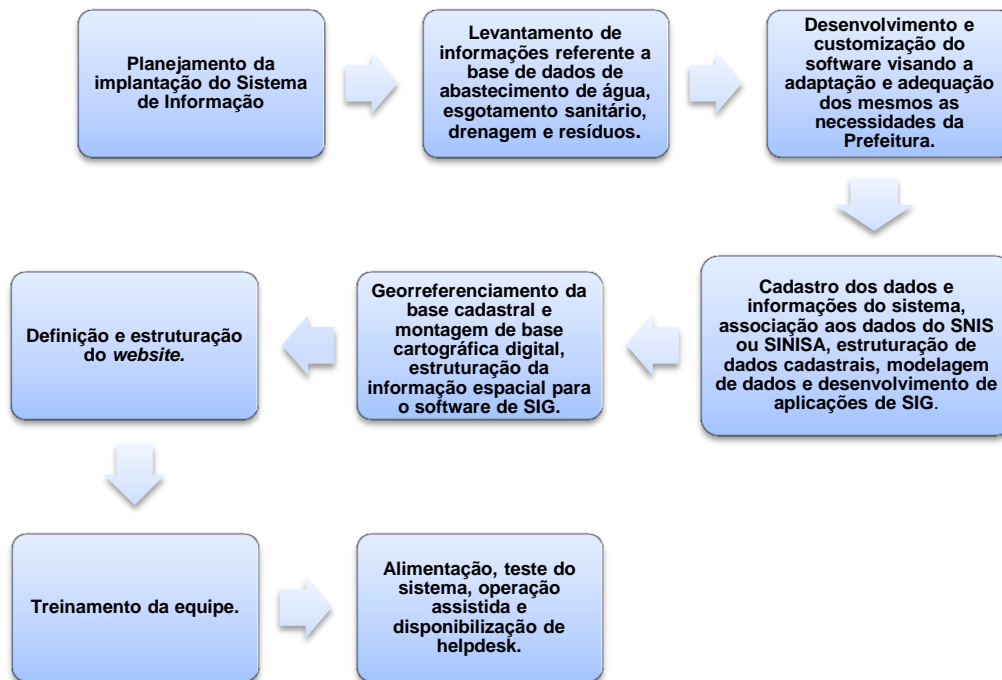 Planejamento da
implantação do Sistema
de Informação
Levantamento de
informações referente a
base de dados de
abastecimento de água,
esgotamento sanitário,
drenagem e resíduos.
Desenvolvimento e
customização do
software visando a
adaptação e adequação
dos mesmos as
necessidades da
Prefeitura.
Cadastro dos dados e
informações do sistema,
associação aos dados do SNIS
ou SINISA, estruturação de
dados cadastrais, modelagem
de dados e desenvolvimento de
aplicações de SIG.
Georreferenciamento da
base cadastral e
montagem de base
cartográfica digital,
estruturação da
informação espacial para
o software de SIG.
Definição e estruturação
do website.
Treinamento da equipe.
Alimentação, teste do
sistema, operação
assistida e
disponibilização de
helpdesk.